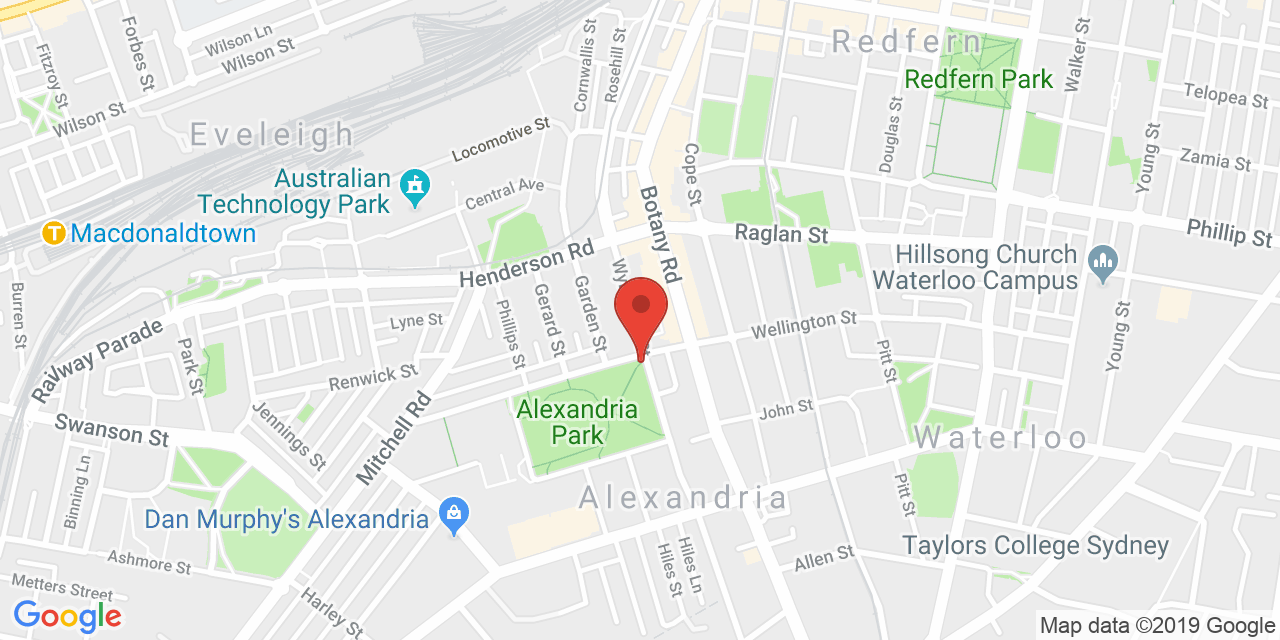 Wilson Ln
Wilson St
Forbes St
Fitzroy St
Wilson St
Eveleigh
Cornwallis St
Rosehill St
Redfern
Redfern Park
Walker St
Telopea St
Locomotive St
Cope St
Douglas St
Young St
Zamia St
Australian
Technology Park
Central Ave
Macdonaldtown
Botany Rd
Raglan St
Phillip St
Henderson Rd
Hillsong Church
Waterloo Campus
Burren St
Railway Parade
Lyne St
Phillips St
Gerard St
Garden St
Wy
St
Wellington St
Pitt St
Young St
Park St
Renwick St
Mitchell Rd
Jennings St
Swanson St
Alexandria
Park
John St
Waterloo
Binning Ln
Alexandria
Pitt St
Dan Murphy's Alexandria
Ashmore St
Hiles St
Hiles Ln
Allen St
Taylors College Sydney
Metters Street
Harley St
Google
Map data ©2019 Google